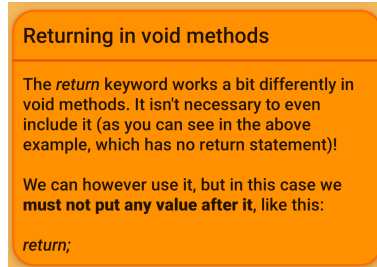 Returning in void methods
The return keyword works a bit differently in
void methods. It isn't necessary to even
include it (as you can see in the above
example, which has no return statement)!
We can however use it, but in this case we
must not put any value after it, like this:
return;